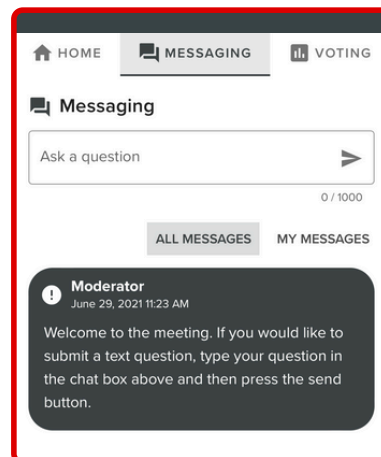 HOME MESSAGING VOTING
Messaging
Ask a question
0 / 1000
ALL MESSAGES MY MESSAGES
Moderator
June 29, 2021 11:23 AM
Welcome to the meeting. If you would like to
submit a text question, type your question in
the chat box above and then press the send
button.